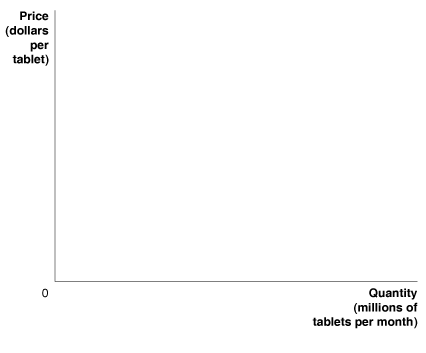 Price
(dollars
per
tablet)
0
Quantity
(millions of
tablets per month)